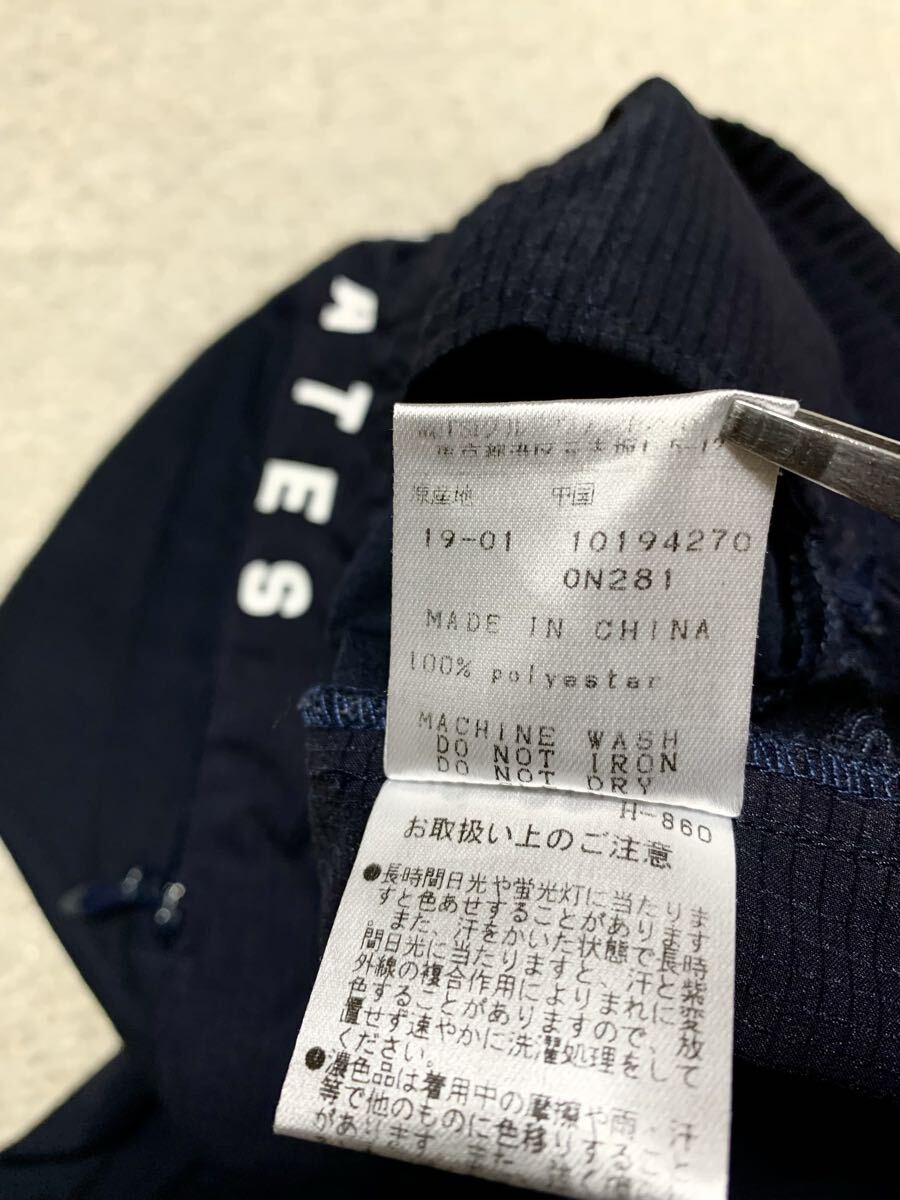 ATES
原産地 中国
19-01 10194270
0N281
MADE IN CHINA
100% polyester
MACHINE WASH
DO NOT IRON
DO NOT DRY
H-860
お取扱い上のご注意
長時間日光や蛍光灯に当たりま
すと色あせすることがあります
。また、汗をかいた状態で長時
間日光に当たりますと、汗と紫
外線の複合作用によりまれに変
色することがありますので、放
置せず速やかに洗濯処理をして
ください。
濃色品は着用中の摩擦や雨・汗
等で他のものに色移りするこ
があります